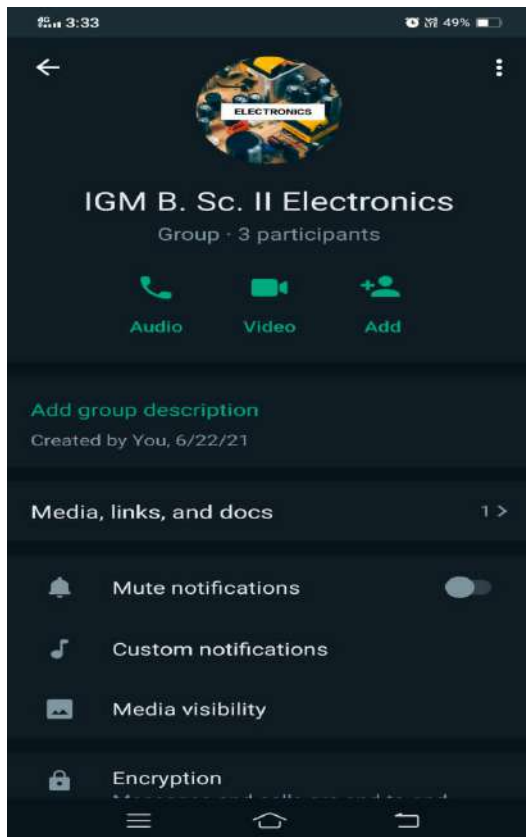 3:33
49%
ELECTRONICS
IGM B. Sc. II Electronics
Group · 3 participants
Audio
Video
Add
Add group description
Created by You, 6/22/21
Media, links, and docs
1 >
Mute notifications
Custom notifications
Media visibility
Encryption